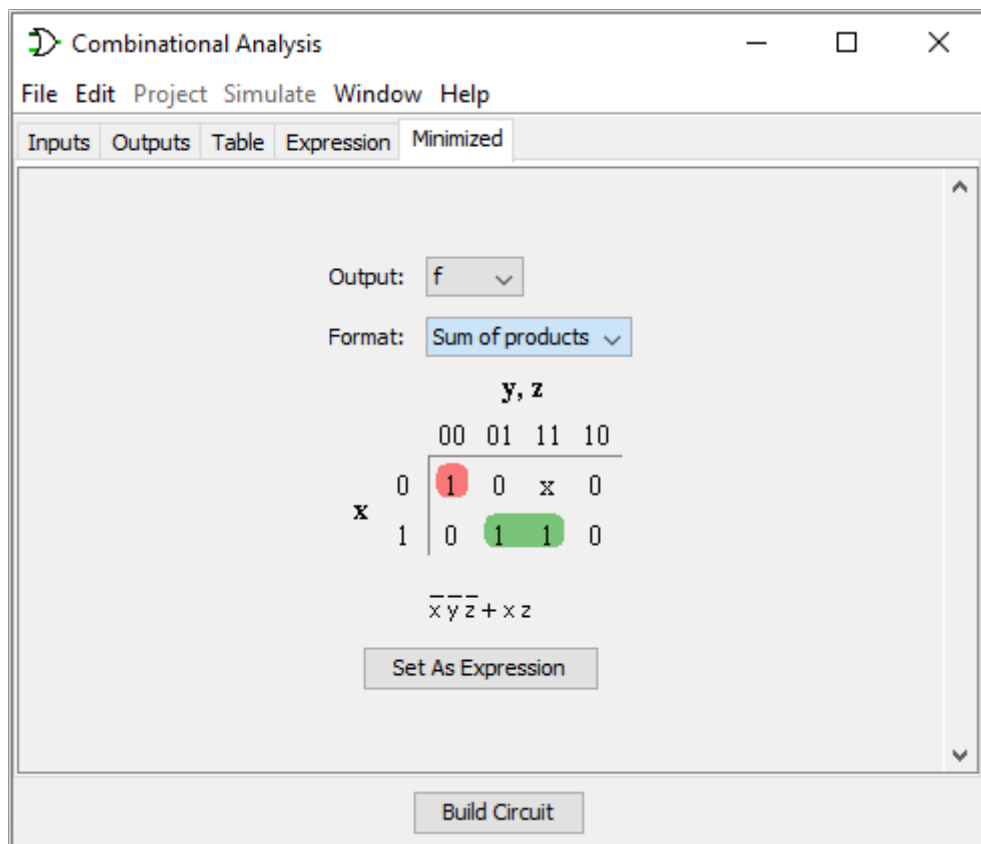 Combinational Analysis
File Edit Project Simulate Window Help
Inputs Outputs Table Expression Minimized
Output: f
Format: Sum of products
y, z
00 01 11 10
0 1 0 x 0
x
1 0 1 1 0
x̅ y̅ z̅ + x z
Set As Expression
Build Circuit